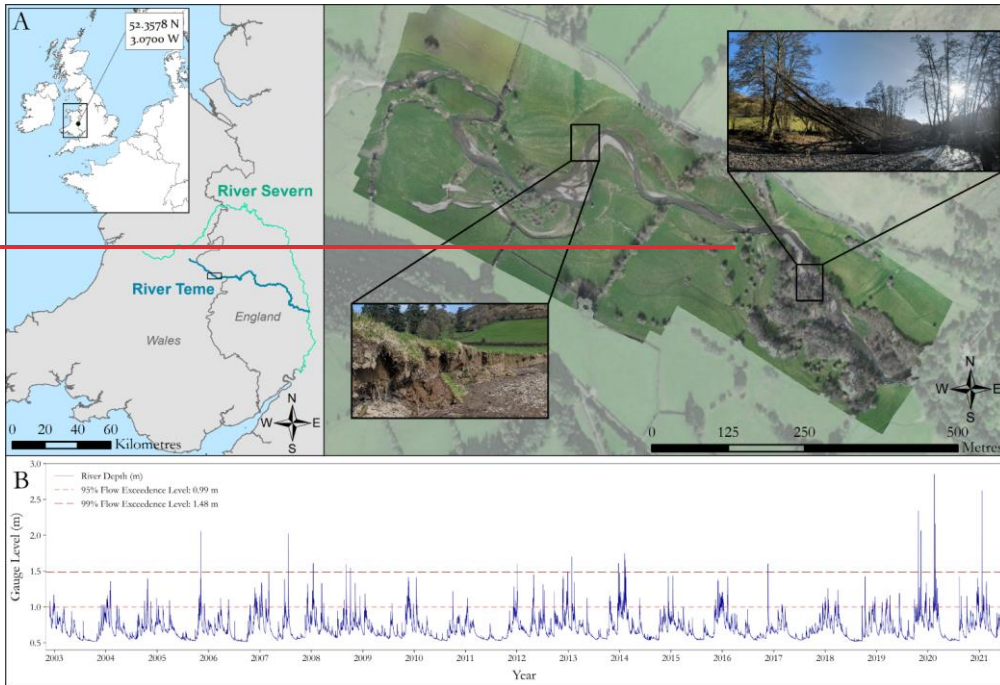 A
52.3578 N
3.0700 W
River Severn
River Teme
England
Wales
N
W E
S
0 20 40 60
Kilometres
N
W E
S
0 125 250 500
Metres
B
River Depth (m)
95% Flow Exceedence Level: 0.99 m
99% Flow Exceedence Level: 1.48 m
Gauge Level (m)
3.0
2.5
2.0
1.5
1.0
0.5
2003 2004 2005 2006 2007 2008 2009 2010 2011 2012 2013 2014 2015 2016 2017 2018 2019 2020 2021
Year